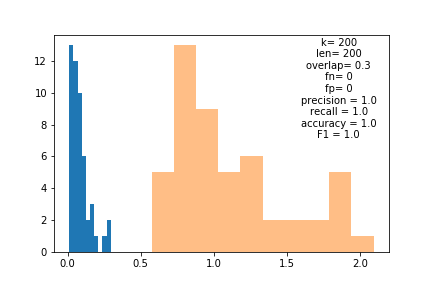 k= 200
len= 200
overlap= 0.3
fn= 0
fp= 0
precision = 1.0
recall = 1.0
accuracy = 1.0
F1 = 1.0
12
10
8
6
4
2
0
0.0 0.5 1.0 1.5 2.0